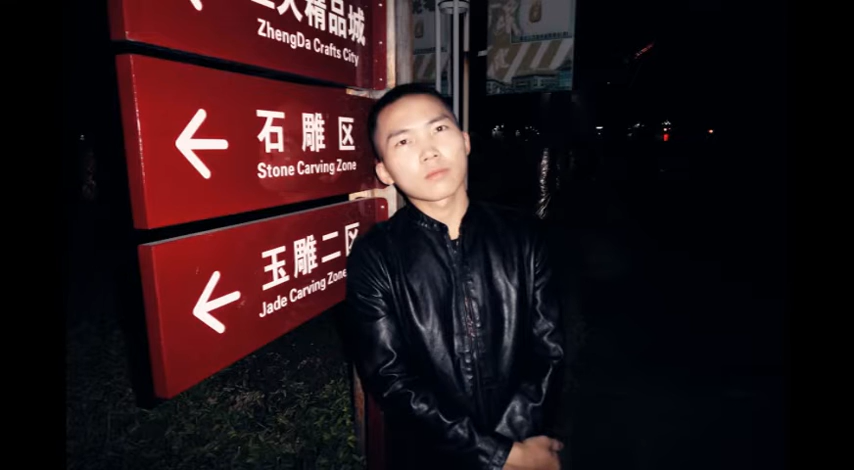 大精品城
ZhengDa Crafts City
石雕区
Stone Carving Zone
玉雕二区
Jade Carving Zone